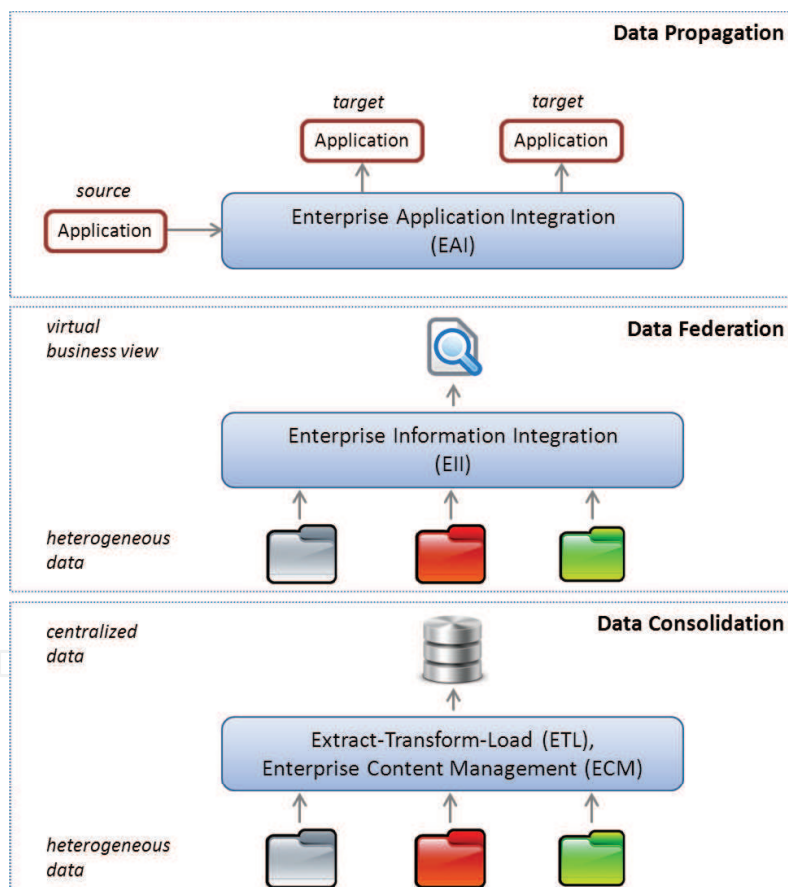 Data Propagation
target
target
Application
Application
source
Application
Enterprise Application Integration
(EAI)
virtual
business view
Data Federation
Enterprise Information Integration
(EII)
heterogeneous
data
centralized
data
Data Consolidation
Extract-Transform-Load (ETL),
Enterprise Content Management (ECM)
heterogeneous
data